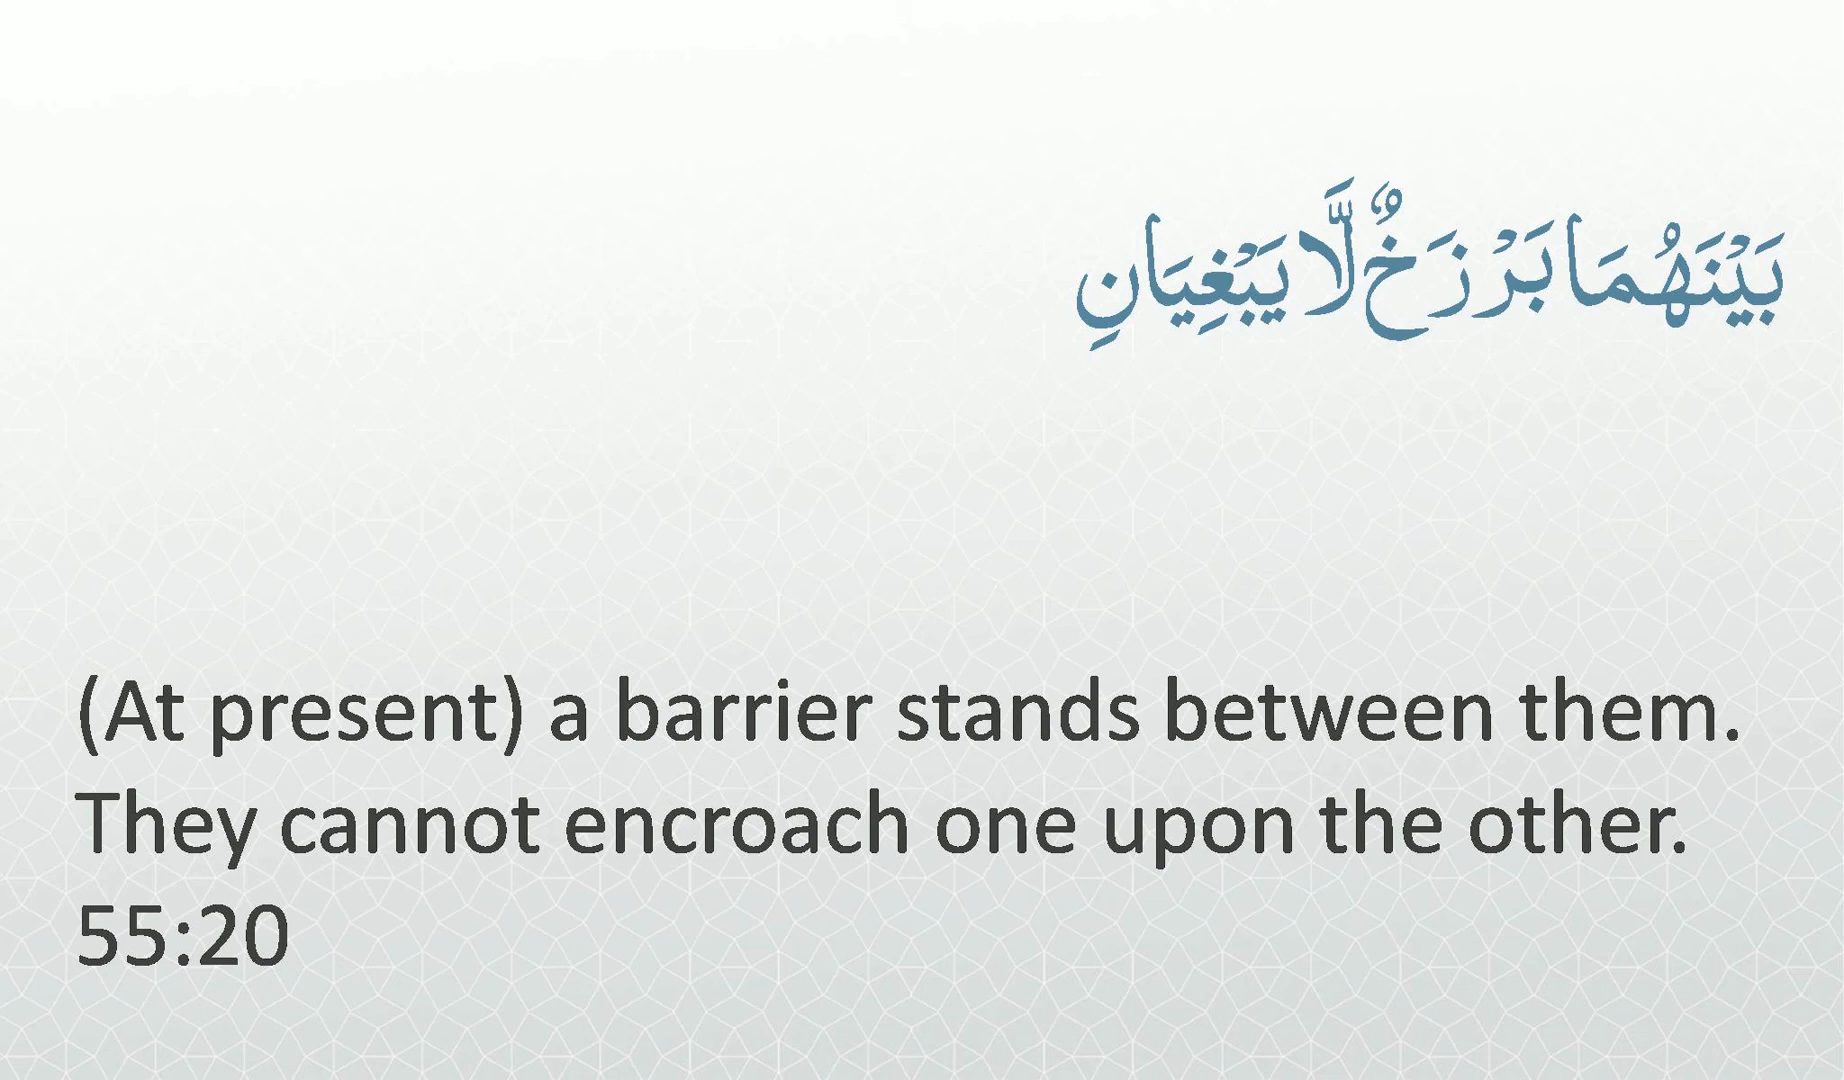 بَيْنَهُمَا بَرْزَخٌ لَّا يَبْغِيَانِ
(At present) a barrier stands between them.
They cannot encroach one upon the other.
55:20